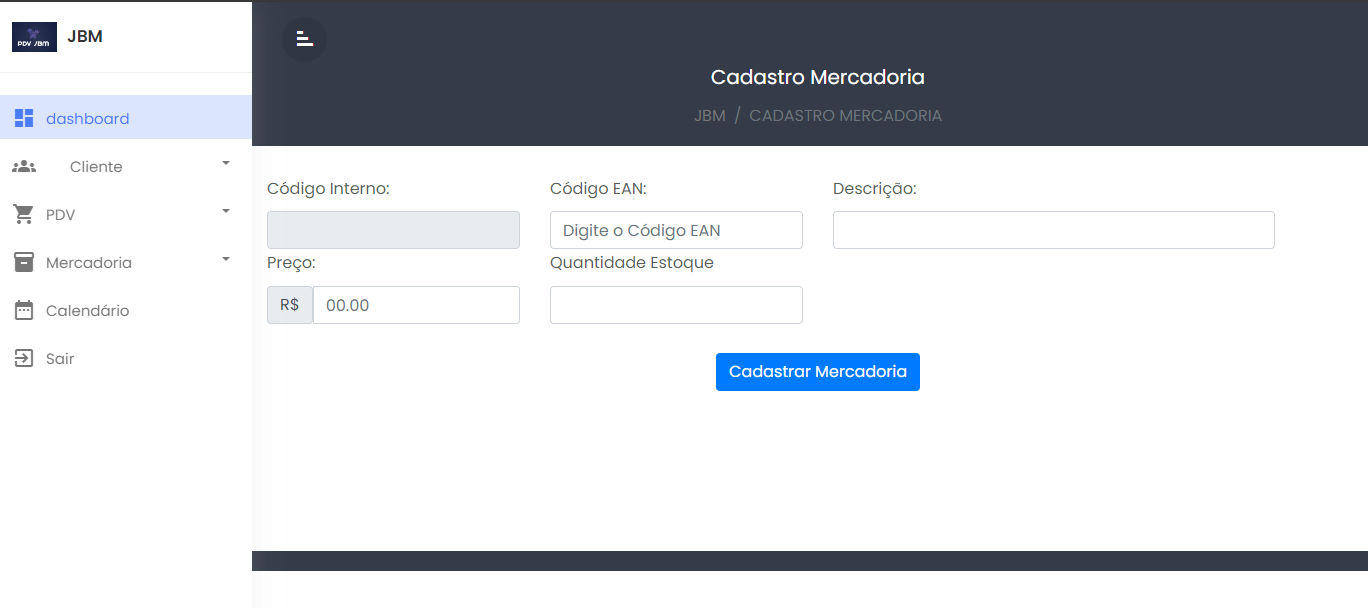 PDV JBM
JBM
dashboard
Cliente
PDV
Mercadoria
Calendário
Sair
Cadastro Mercadoria
JBM / CADASTRO MERCADORIA
Código Interno:
Código EAN:
Descrição:
Digite o Código EAN
Preço:
Quantidade Estoque
R$
00.00
Cadastrar Mercadoria